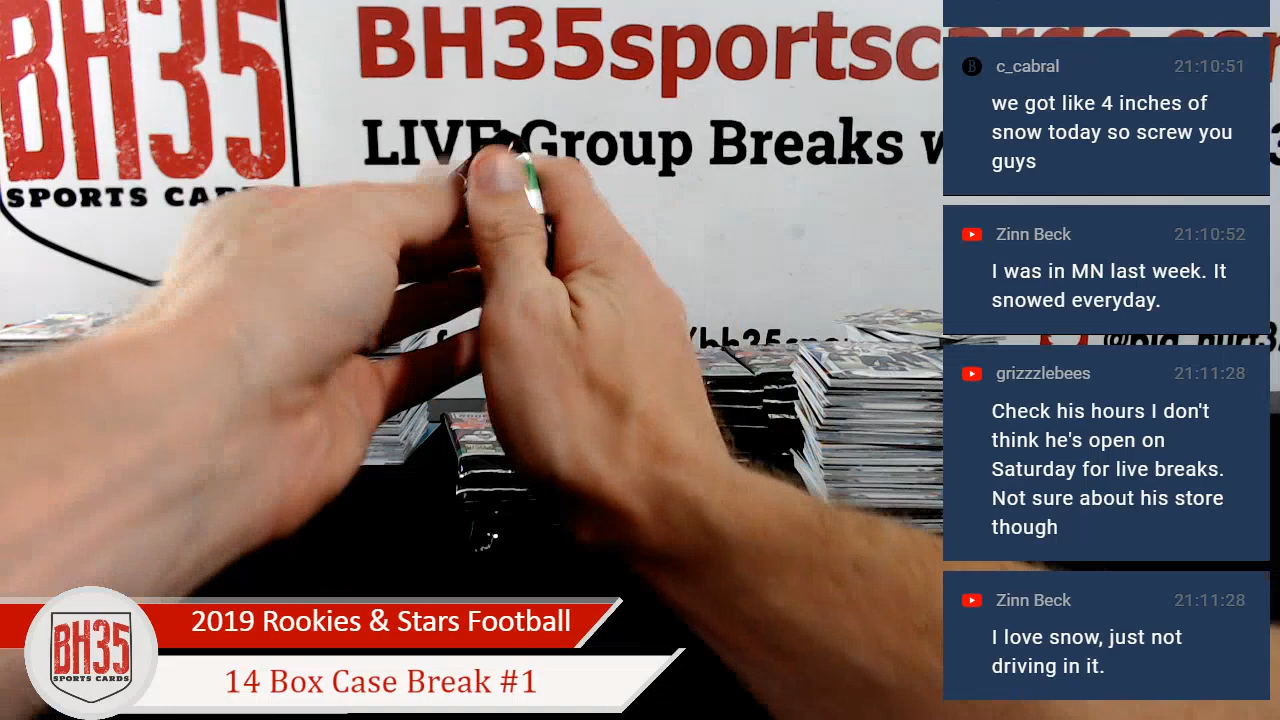 BH35
SPORTS CARDS
BH35sportscards.com
LIVE Group Breaks
/bh35spo
c_cabral 21:10:51
we got like 4 inches of
snow today so screw you
guys
Zinn Beck 21:10:52
I was in MN last week. It
snowed everyday.
grizzzlebees 21:11:28
Check his hours I don't
think he's open on
Saturday for live breaks.
Not sure about his store
though
Zinn Beck 21:11:28
I love snow, just not
driving in it.
2019 Rookies & Stars Football
14 Box Case Break #1
BH35
SPORTS CARDS